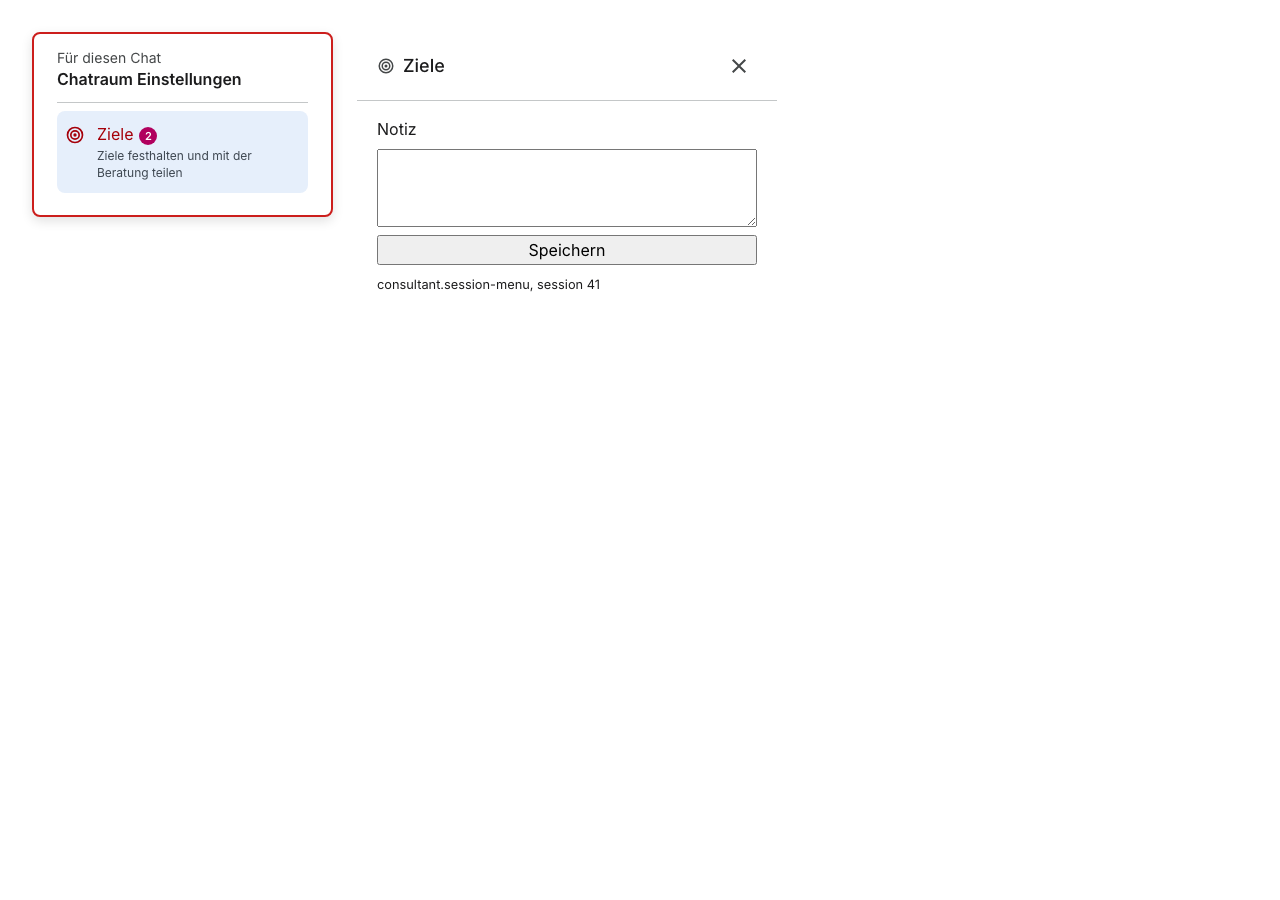 Für diesen Chat
Chatraum Einstellungen
Ziele 2
Ziele festhalten und mit der
Beratung teilen
Ziele
Notiz
Speichern
consultant.session-menu, session 41